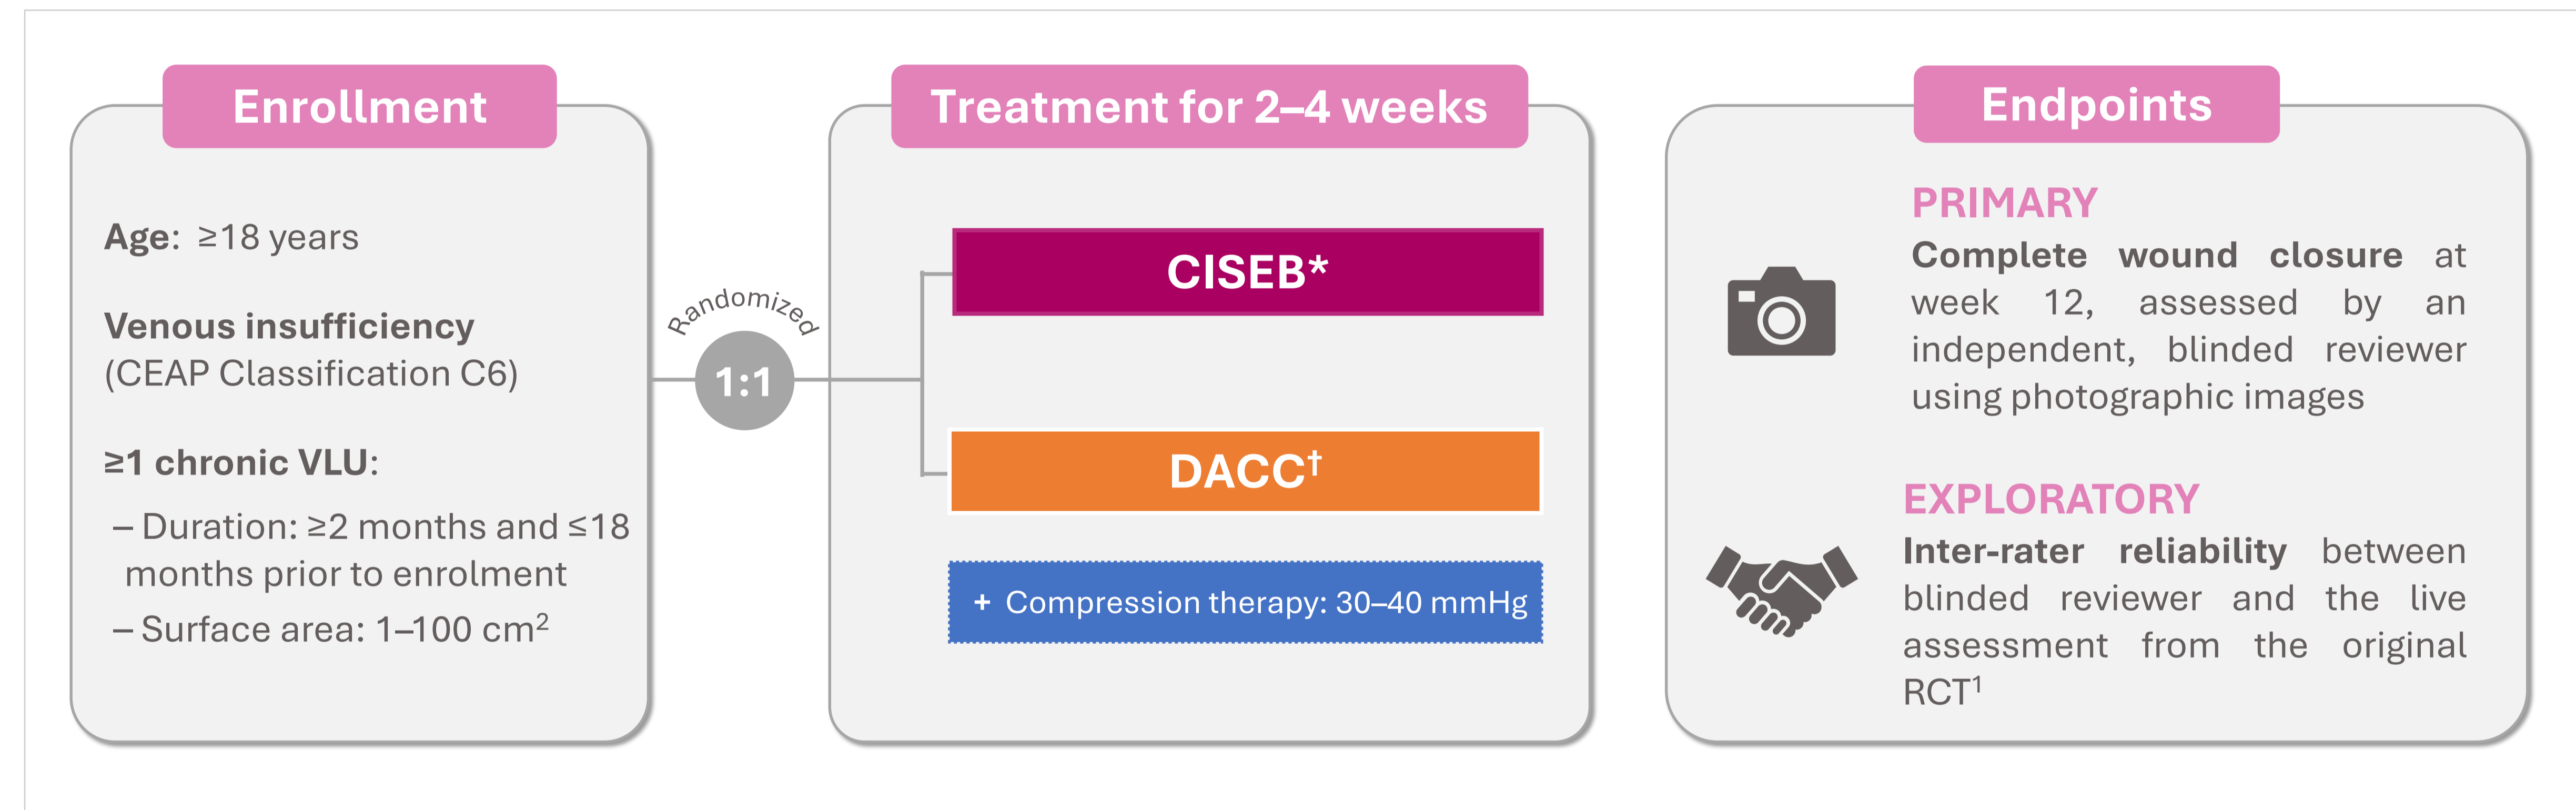 Enrollment
Age: ≥18 years
Venous insufficiency
(CEAP Classification C6)
≥1 chronic VLU:
– Duration: ≥2 months and ≤18
months prior to enrolment
– Surface area: 1–100 cm²
Randomized
1:1
Treatment for 2–4 weeks
CISEB*
DACC†
+ Compression therapy: 30–40 mmHg
Endpoints
PRIMARY
Complete wound closure at
week 12, assessed by an
independent, blinded reviewer
using photographic images
EXPLORATORY
Inter-rater reliability between
blinded reviewer and the live
assessment from the original
RCT¹